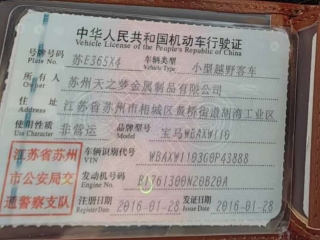 中华人民共和国机动车行驶证
Vehicle License of the People's Republic of China
号牌号码 苏E365X4 车辆类型 小型越野客车
Plate No. Vehicle Type
所有人 苏州天之梦金属制品有限公司
Owner
住址 江苏省苏州市相城区黄桥街道胡湾工业区
Address
使用性质 非营运 品牌型号 宝马WBAXW110
Use Character Model
江苏省苏州
市公安局交
通警察支队
车辆识别代号 WBAXW1103G0P43888
VIN
发动机号码 B1761300N20B20A
Engine No.
注册日期 2016-01-28 发证日期 2016-01-28
Register Date Issue Date